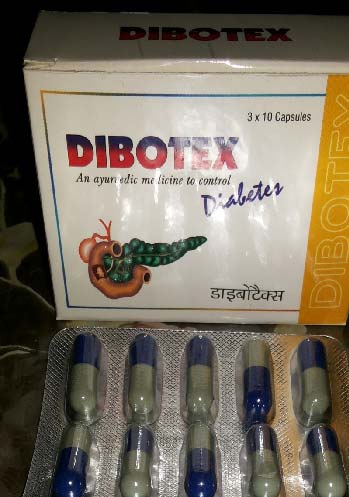 DIBOTEX
3 x 10 Capsules
DIBOTEX
An ayurvedic medicine to control
Diabetes
DIBOTEX
डाइबोटैक्स